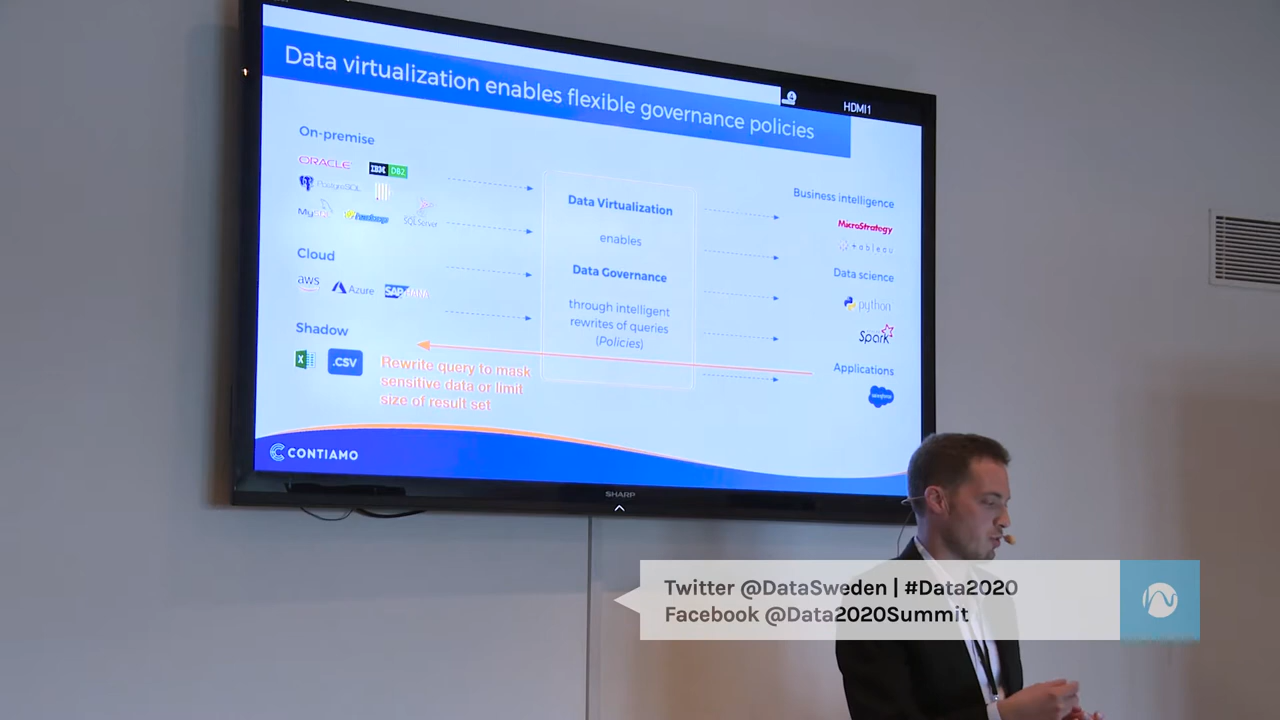 Data virtualization enables flexible governance policies
HDMI1
On-premise
ORACLE
IBM DB2
PostgreSQL
MySQL
hadoop
SQL Server
Cloud
aws
Azure
SAP HANA
Shadow
.CSV
Rewrite query to mask
sensitive data or limit
size of result set
Data Virtualization
enables
Data Governance
through intelligent
rewrites of queries
(Policies)
Business intelligence
MicroStrategy
+ableau
Data science
python
Spark
Applications
salesforce
CONTIAMO
SHARP
Twitter @DataSweden | #Data2020
Facebook @Data2020Summit